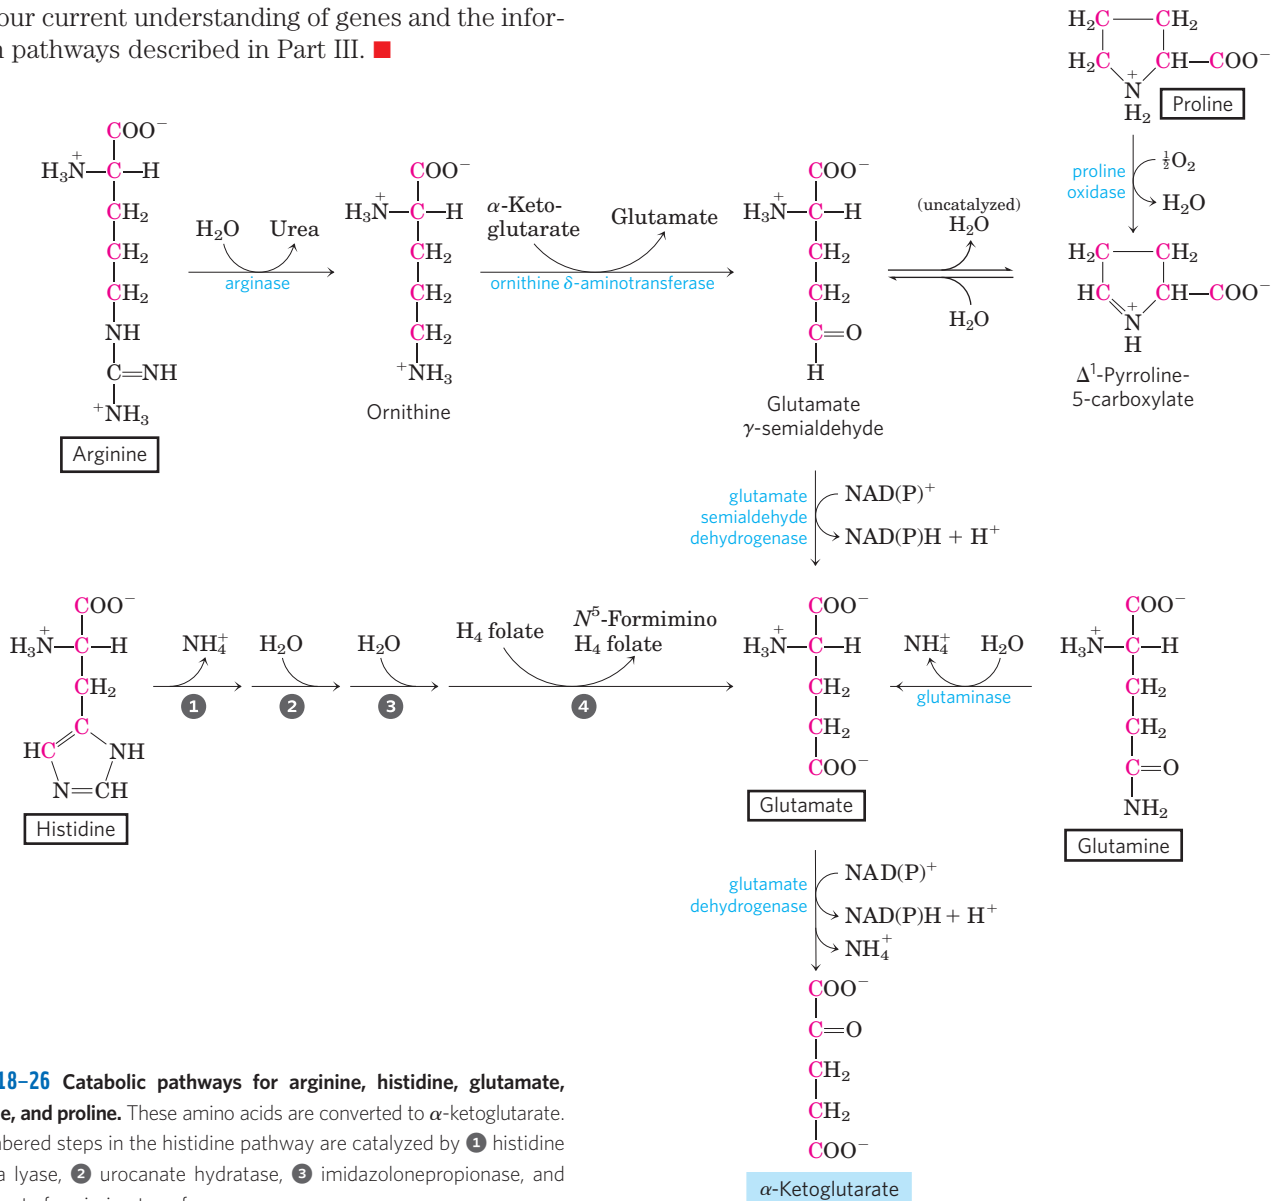 our current understanding of genes and the infor-
n pathways described in Part III. ■
H₂C—CH₂
H₂C CH—COO⁻
N⁺
H₂
Proline
proline
oxidase
½O₂
H₂O
H₂C CH₂
HC CH—COO⁻
N⁺
H
Δ¹-Pyrroline-
5-carboxylate
COO⁻
H₃N⁺—C—H
CH₂
CH₂
CH₂
NH
C=NH
⁺NH₃
Arginine
H₂O Urea
arginase
COO⁻
H₃N⁺—C—H
CH₂
CH₂
CH₂
⁺NH₃
Ornithine
α-Keto-
glutarate
Glutamate
ornithine δ-aminotransferase
COO⁻
H₃N⁺—C—H
CH₂
CH₂
C=O
H
Glutamate
γ-semialdehyde
(uncatalyzed)
H₂O
H₂O
glutamate
semialdehyde
dehydrogenase
NAD(P)⁺
NAD(P)H + H⁺
COO⁻
H₃N⁺—C—H
CH₂
C
HC NH
N=CH
Histidine
NH₄⁺
1
H₂O
2
H₂O
3
H₄ folate
N⁵-Formimino
H₄ folate
4
COO⁻
H₃N⁺—C—H
CH₂
CH₂
COO⁻
Glutamate
NH₄⁺ H₂O
glutaminase
COO⁻
H₃N⁺—C—H
CH₂
CH₂
C=O
NH₂
Glutamine
glutamate
dehydrogenase
NAD(P)⁺
NAD(P)H + H⁺
NH₄⁺
COO⁻
C=O
CH₂
CH₂
COO⁻
α-Ketoglutarate
18–26 Catabolic pathways for arginine, histidine, glutamate,
e, and proline. These amino acids are converted to α-ketoglutarate.
nbered steps in the histidine pathway are catalyzed by 1 histidine
a lyase, 2 urocanate hydratase, 3 imidazolonepropionase, and